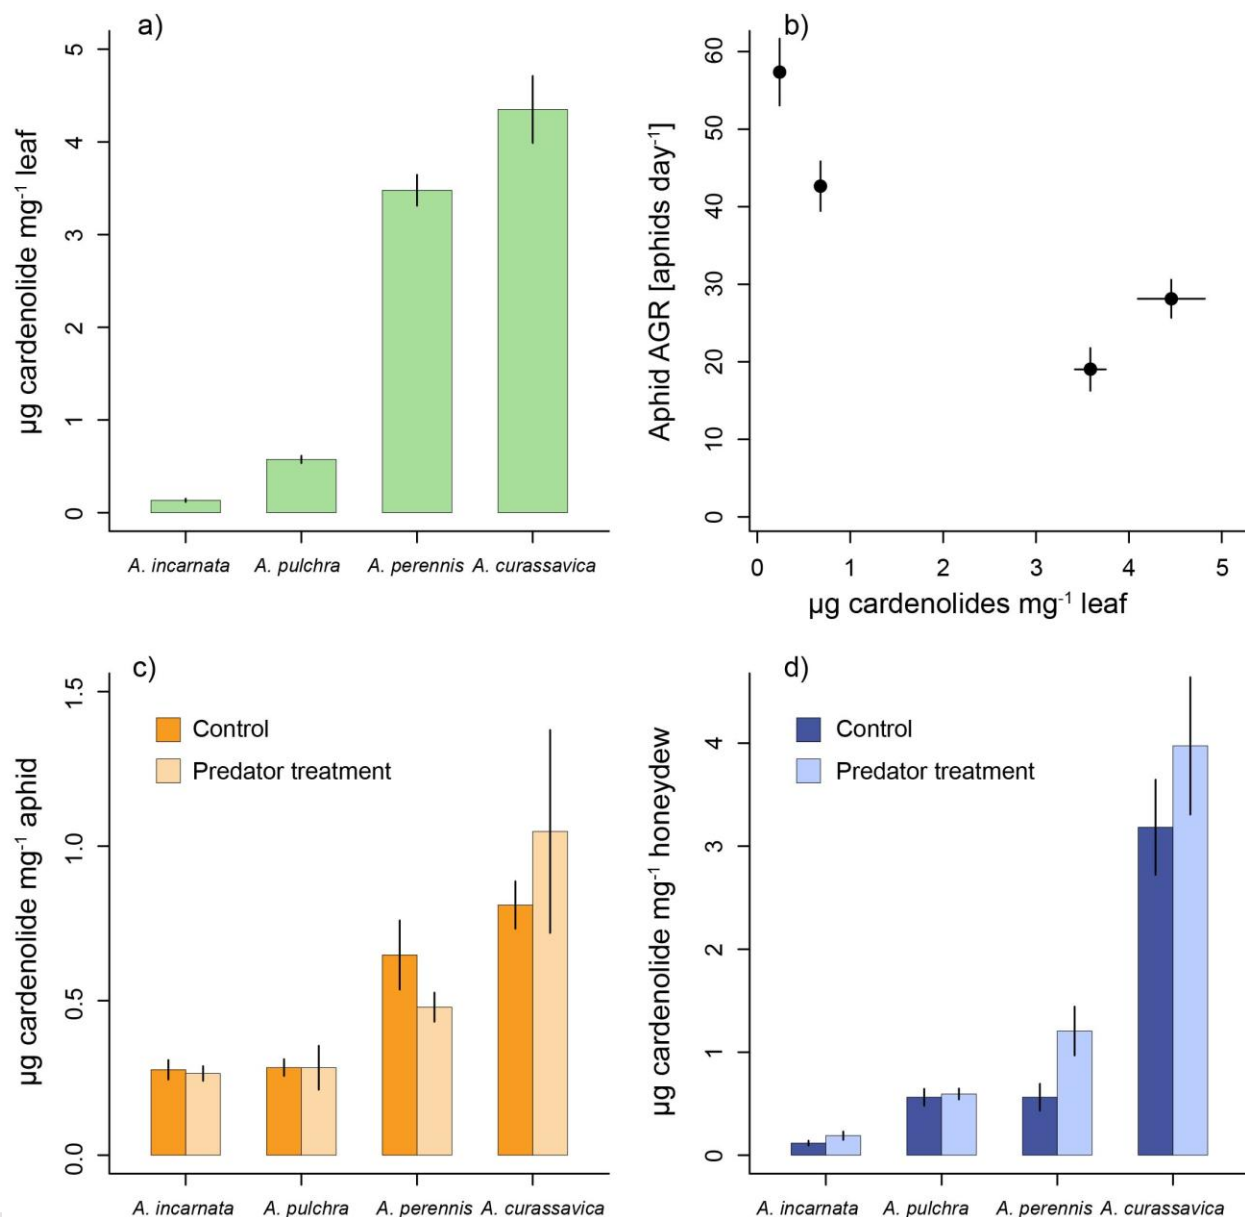 a)
µg cardenolide mg⁻¹ leaf
5
4
3
2
1
0
A. incarnata A. pulchra A. perennis A. curassavica
b)
Aphid AGR [aphids day⁻¹]
60
50
40
30
20
10
0
0 1 2 3 4 5
µg cardenolides mg⁻¹ leaf
c)
µg cardenolide mg⁻¹ aphid
1.5
1.0
0.5
0.0
Control
Predator treatment
A. incarnata A. pulchra A. perennis A. curassavica
d)
µg cardenolide mg⁻¹ honeydew
4
3
2
1
0
Control
Predator treatment
A. incarnata A. pulchra A. perennis A. curassavica